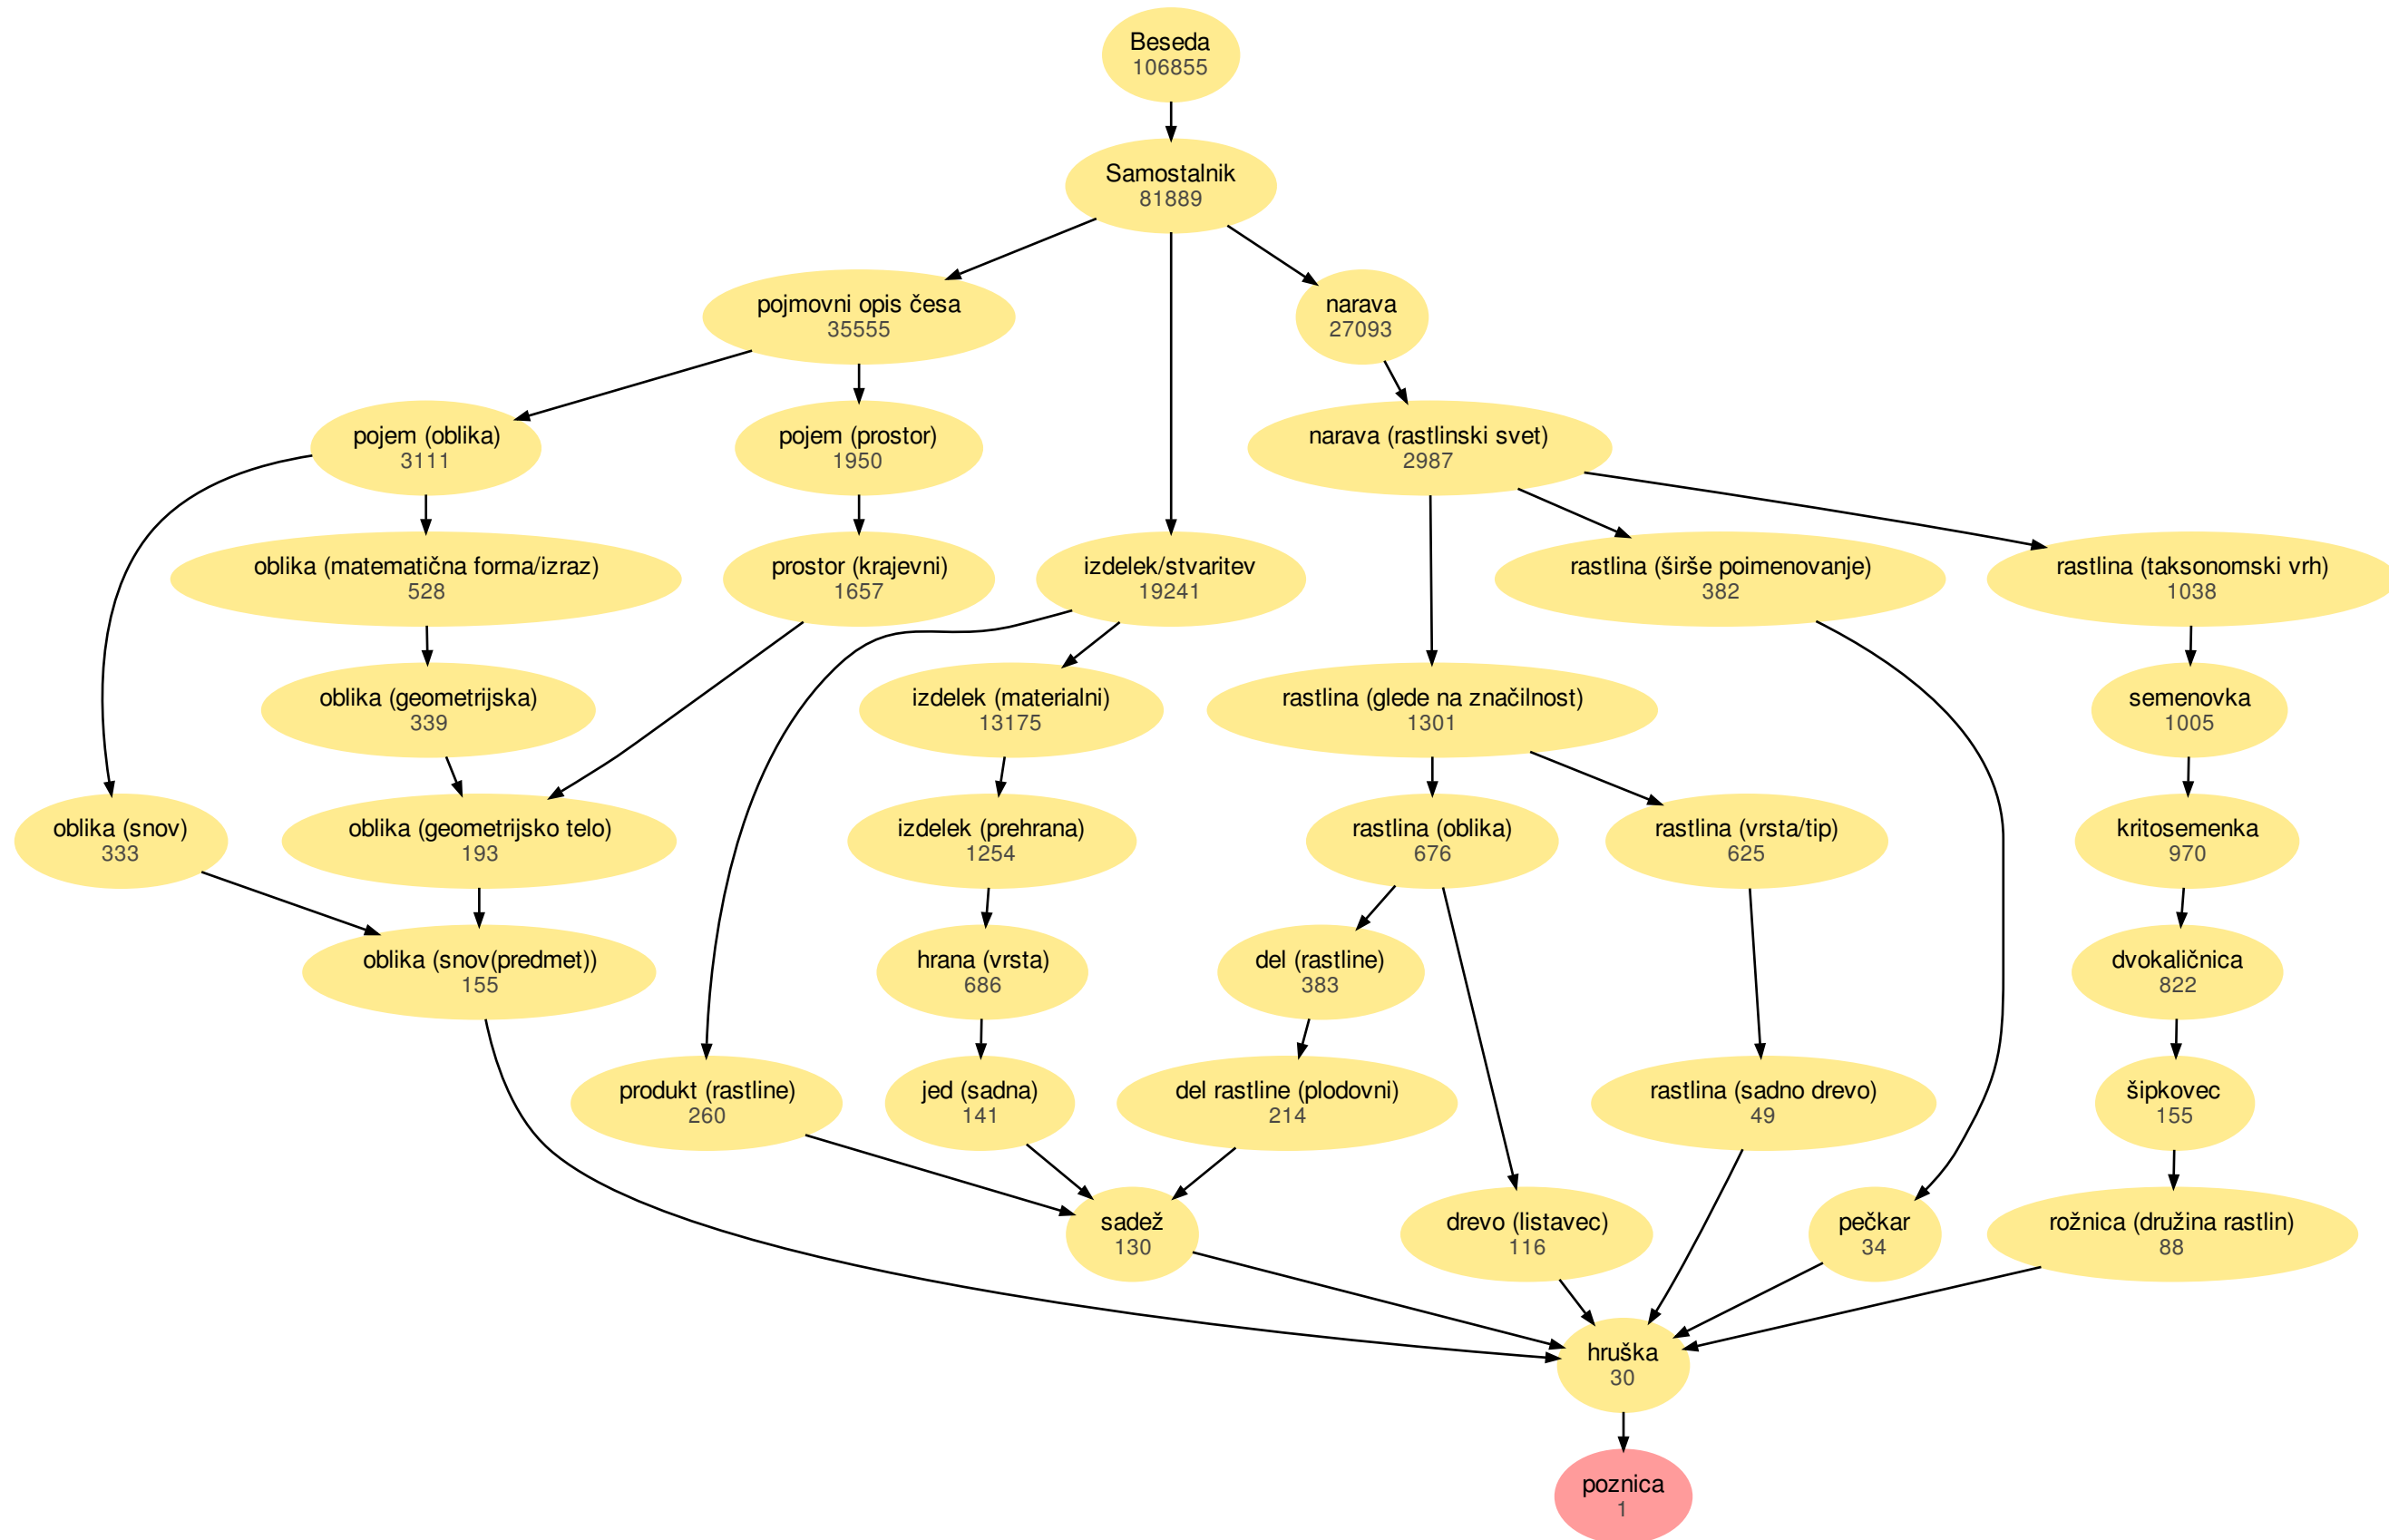 Beseda
106855
Samostalnik
81889
pojmovni opis česa
35555
narava
27093
pojem (oblika)
3111
pojem (prostor)
1950
narava (rastlinski svet)
2987
oblika (matematična forma/izraz)
528
prostor (krajevni)
1657
izdelek/stvaritev
19241
rastlina (širše poimenovanje)
382
rastlina (taksonomski vrh)
1038
oblika (geometrijska)
339
izdelek (materialni)
13175
rastlina (glede na značilnost)
1301
semenovka
1005
oblika (snov)
333
oblika (geometrijsko telo)
193
izdelek (prehrana)
1254
rastlina (oblika)
676
rastlina (vrsta/tip)
625
kritosemenka
970
oblika (snov(predmet))
155
hrana (vrsta)
686
del (rastline)
383
dvokaličnica
822
produkt (rastline)
260
jed (sadna)
141
del rastline (plodovni)
214
rastlina (sadno drevo)
49
šipkovec
155
sadež
130
drevo (listavec)
116
pečkar
34
rožnica (družina rastlin)
88
hruška
30
poznica
1